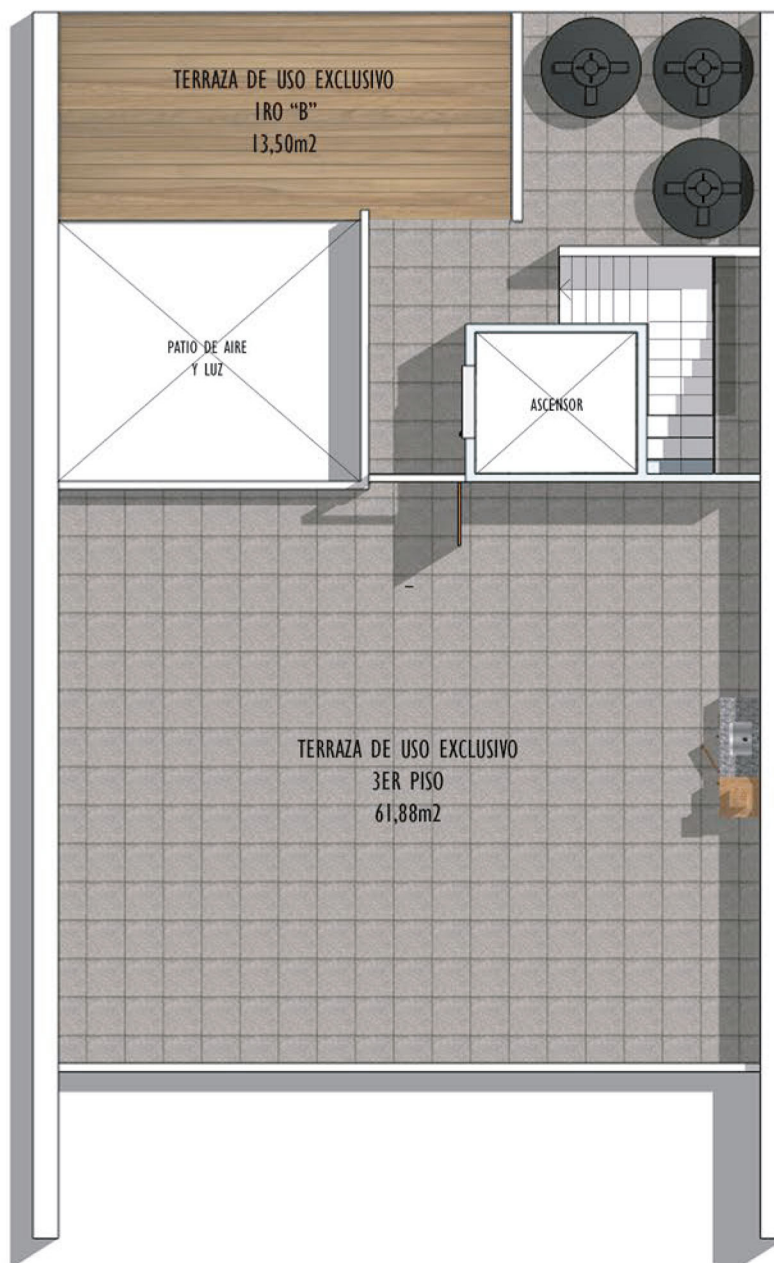 TERRAZA DE USO EXCLUSIVO
1RO "B"
13,50m2
PATIO DE AIRE
Y LUZ
ASCENSOR
TERRAZA DE USO EXCLUSIVO
3ER PISO
61,88m2